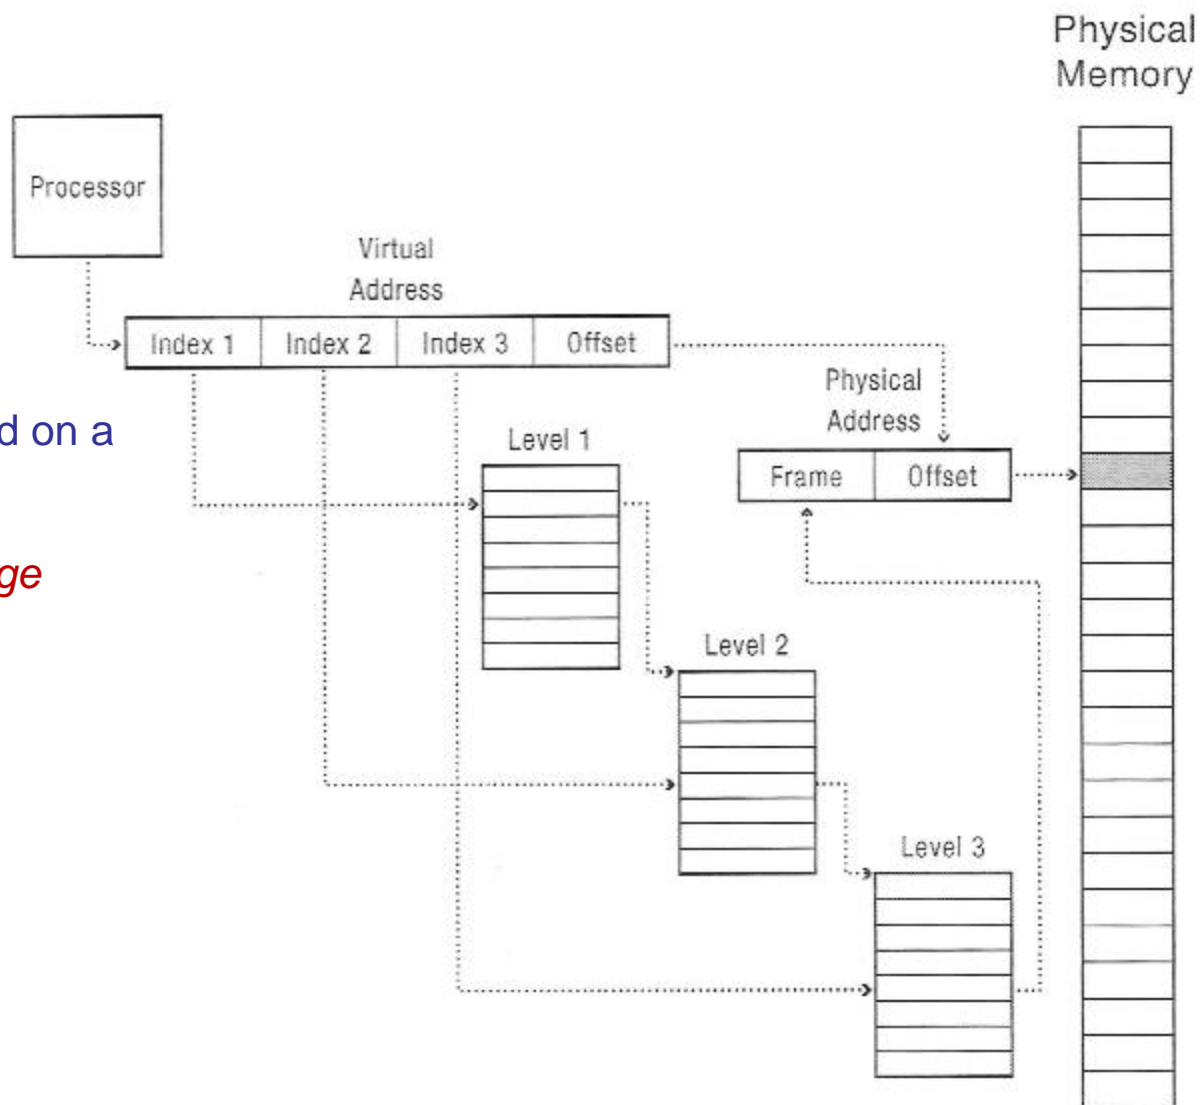 Physical
Memory
Processor
Virtual
Address
Index 1 Index 2 Index 3 Offset
Physical
Address
on a
Level 1
Frame Offset
Level 2
Level 3